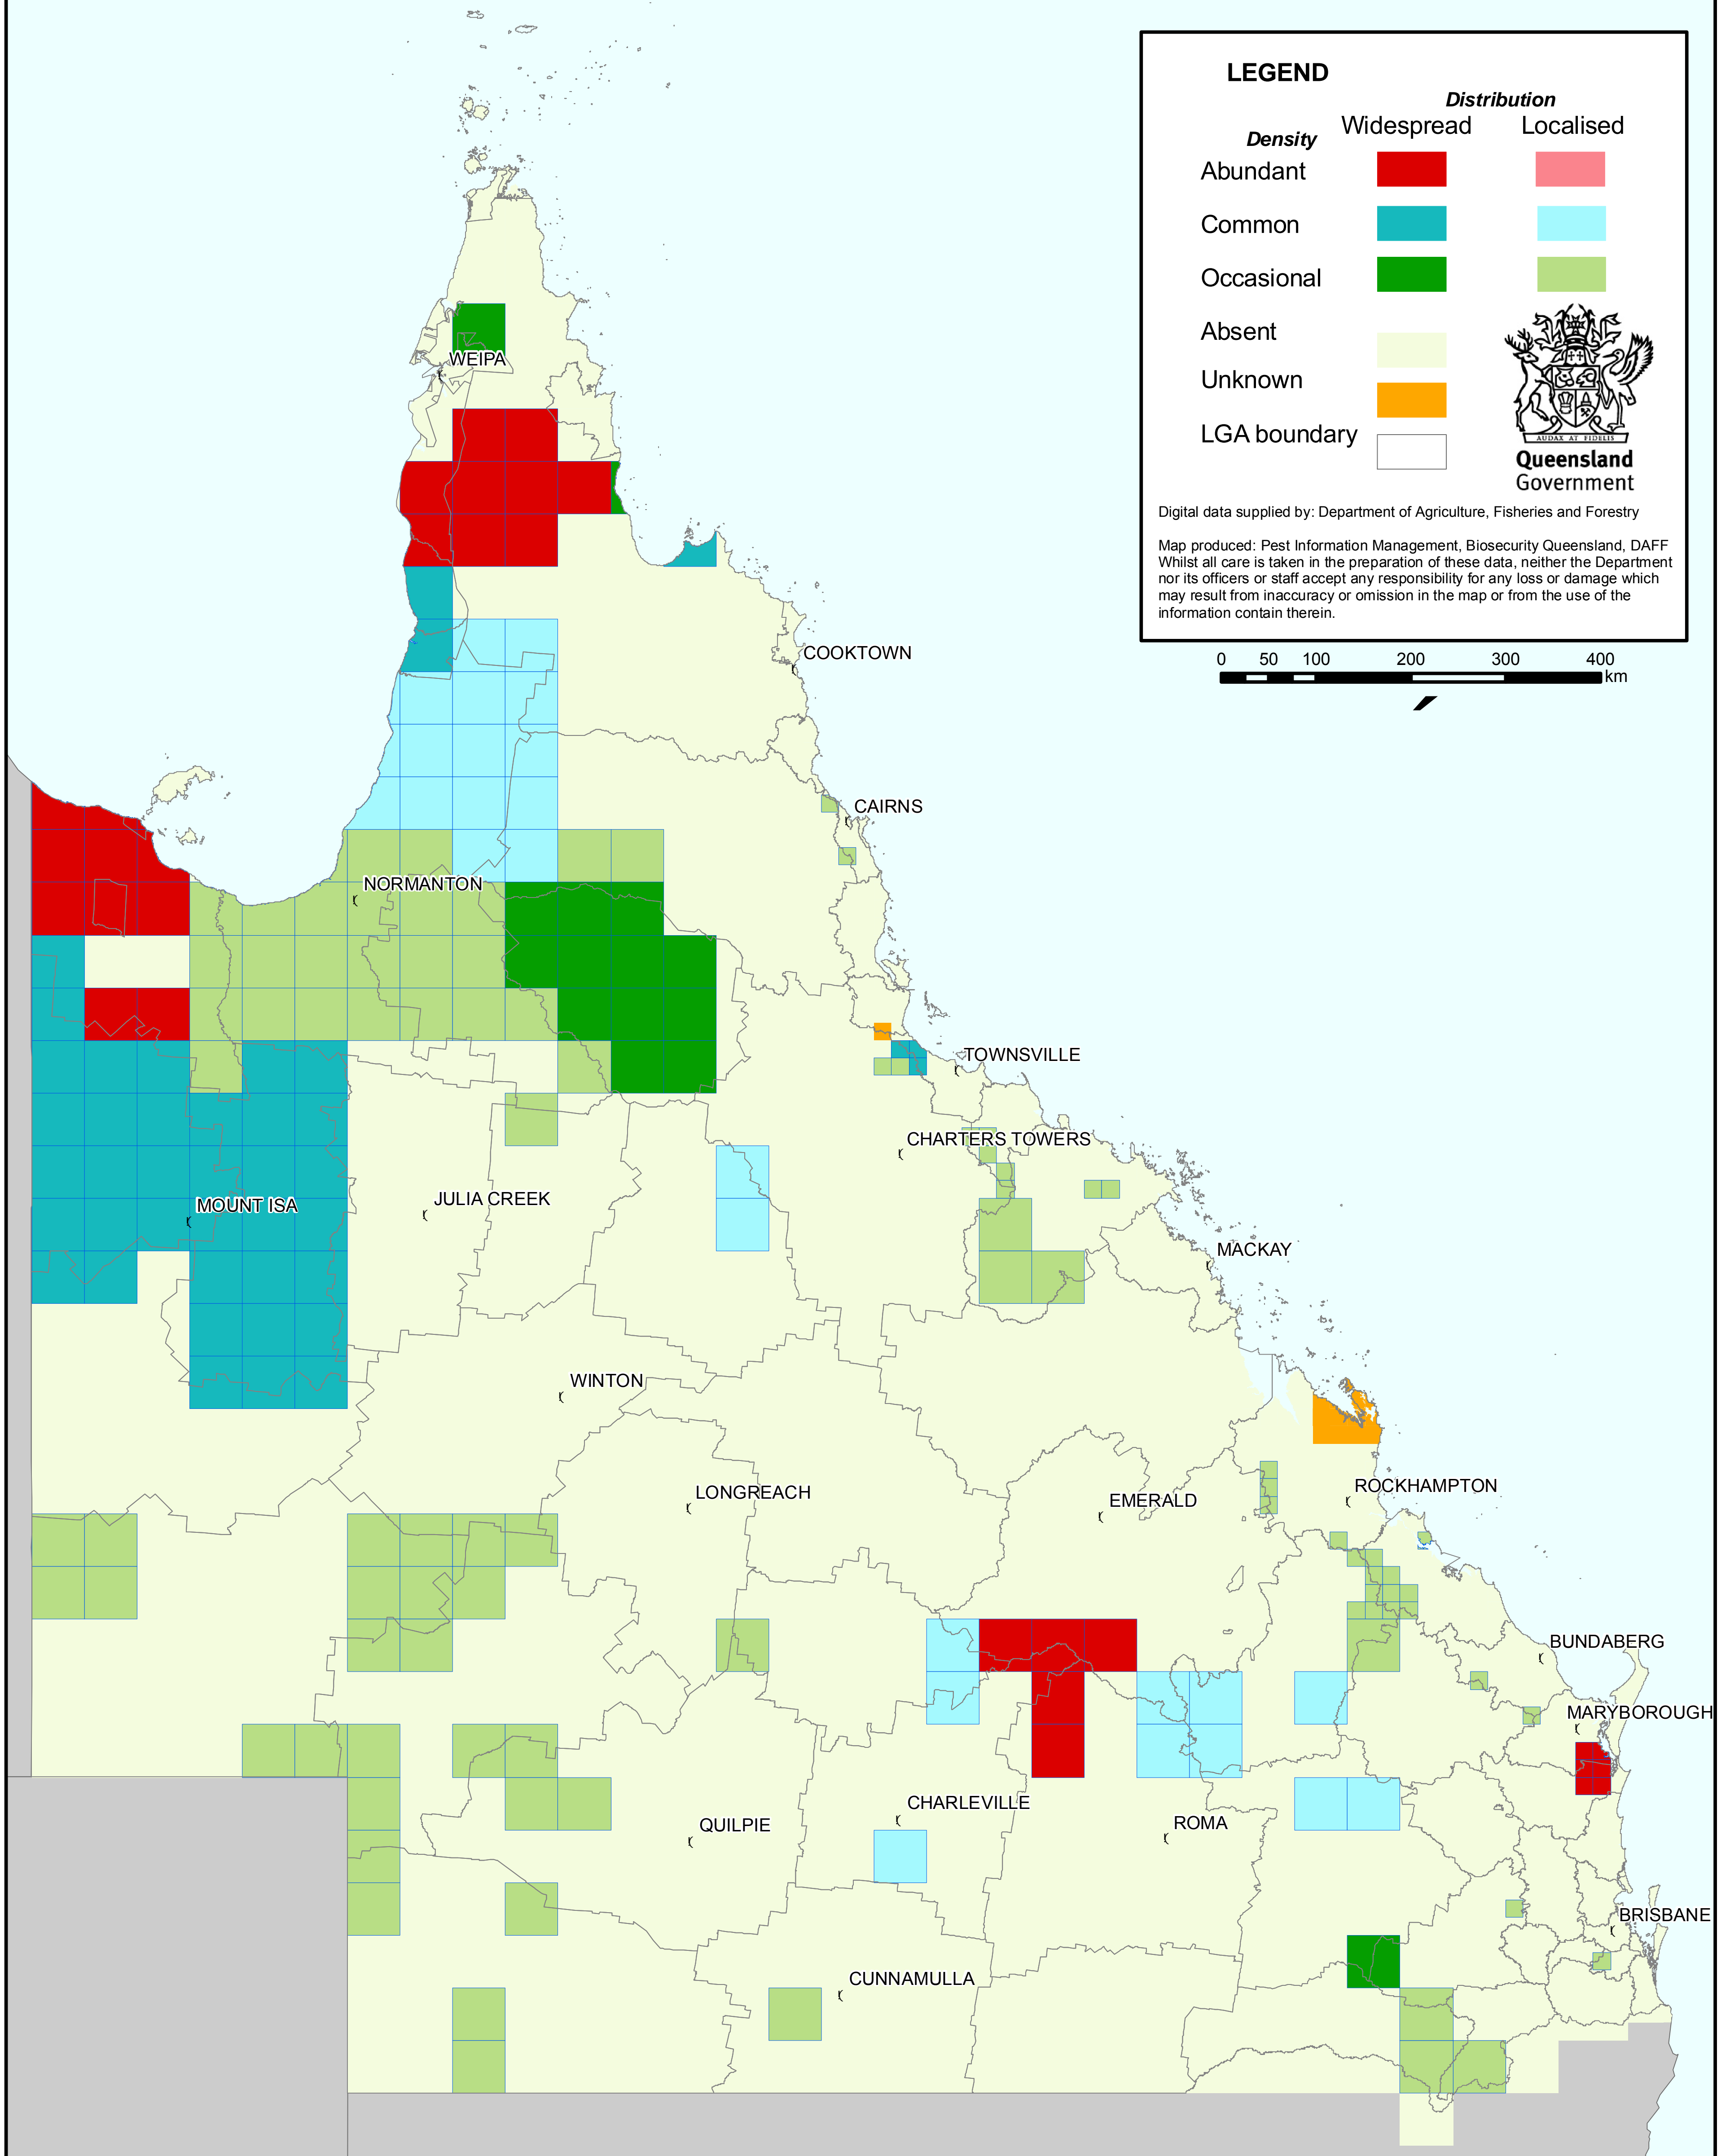 LEGEND
Distribution
Widespread Localised
Density
Abundant
Common
Occasional
Absent
Unknown
LGA boundary
AUDAX AT FIDELIS
Queensland
Government
Digital data supplied by: Department of Agriculture, Fisheries and Forestry
Map produced: Pest Information Management, Biosecurity Queensland, DAFF
Whilst all care is taken in the preparation of these data, neither the Department
nor its officers or staff accept any responsibility for any loss or damage which
may result from inaccuracy or omission in the map or from the use of the
information contain therein.
0 50 100 200 300 400
km
WEIPA
COOKTOWN
CAIRNS
NORMANTON
TOWNSVILLE
CHARTERS TOWERS
JULIA CREEK
MOUNT ISA
MACKAY
WINTON
ROCKHAMPTON
LONGREACH
EMERALD
BUNDABERG
MARYBOROUGH
CHARLEVILLE
QUILPIE
ROMA
BRISBANE
CUNNAMULLA